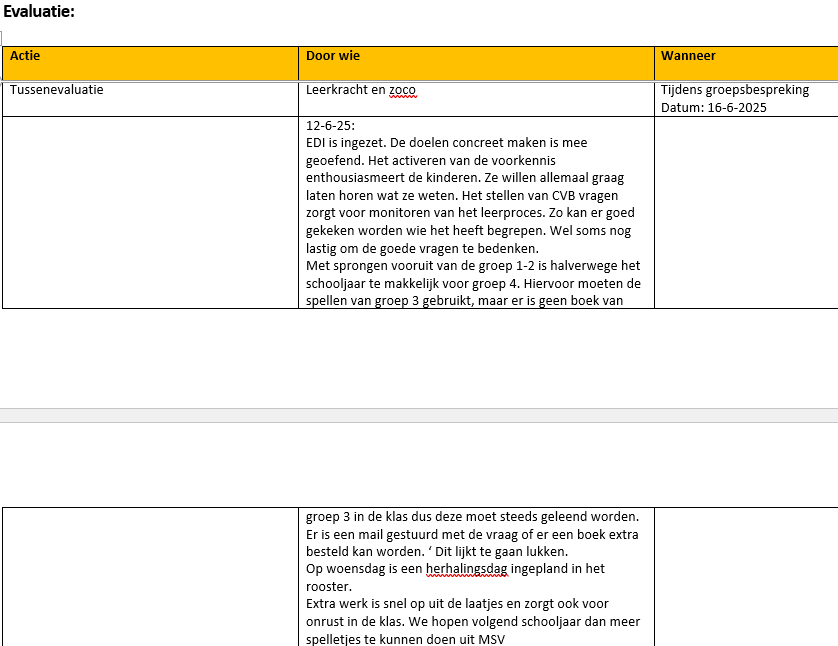 Evaluatie:
Actie Door wie Wanneer
Tussenevaluatie Leerkracht en zoco Tijdens groepsbespreking
Datum: 16-6-2025
12-6-25:
EDI is ingezet. De doelen concreet maken is mee
geoefend. Het activeren van de voorkennis
enthousiasmeert de kinderen. Ze willen allemaal graag
laten horen wat ze weten. Het stellen van CVB vragen
zorgt voor monitoren van het leerproces. Zo kan er goed
gekeken worden wie het heeft begrepen. Wel soms nog
lastig om de goede vragen te bedenken.
Met sprongen vooruit van de groep 1-2 is halverwege het
schooljaar te makkelijk voor groep 4. Hiervoor moeten de
spellen van groep 3 gebruikt, maar er is geen boek van
groep 3 in de klas dus deze moet steeds geleend worden.
Er is een mail gestuurd met de vraag of er een boek extra
besteld kan worden. ‘ Dit lijkt te gaan lukken.
Op woensdag is een herhalingsdag ingepland in het
rooster.
Extra werk is snel op uit de laatjes en zorgt ook voor
onrust in de klas. We hopen volgend schooljaar dan meer
spelletjes te kunnen doen uit MSV